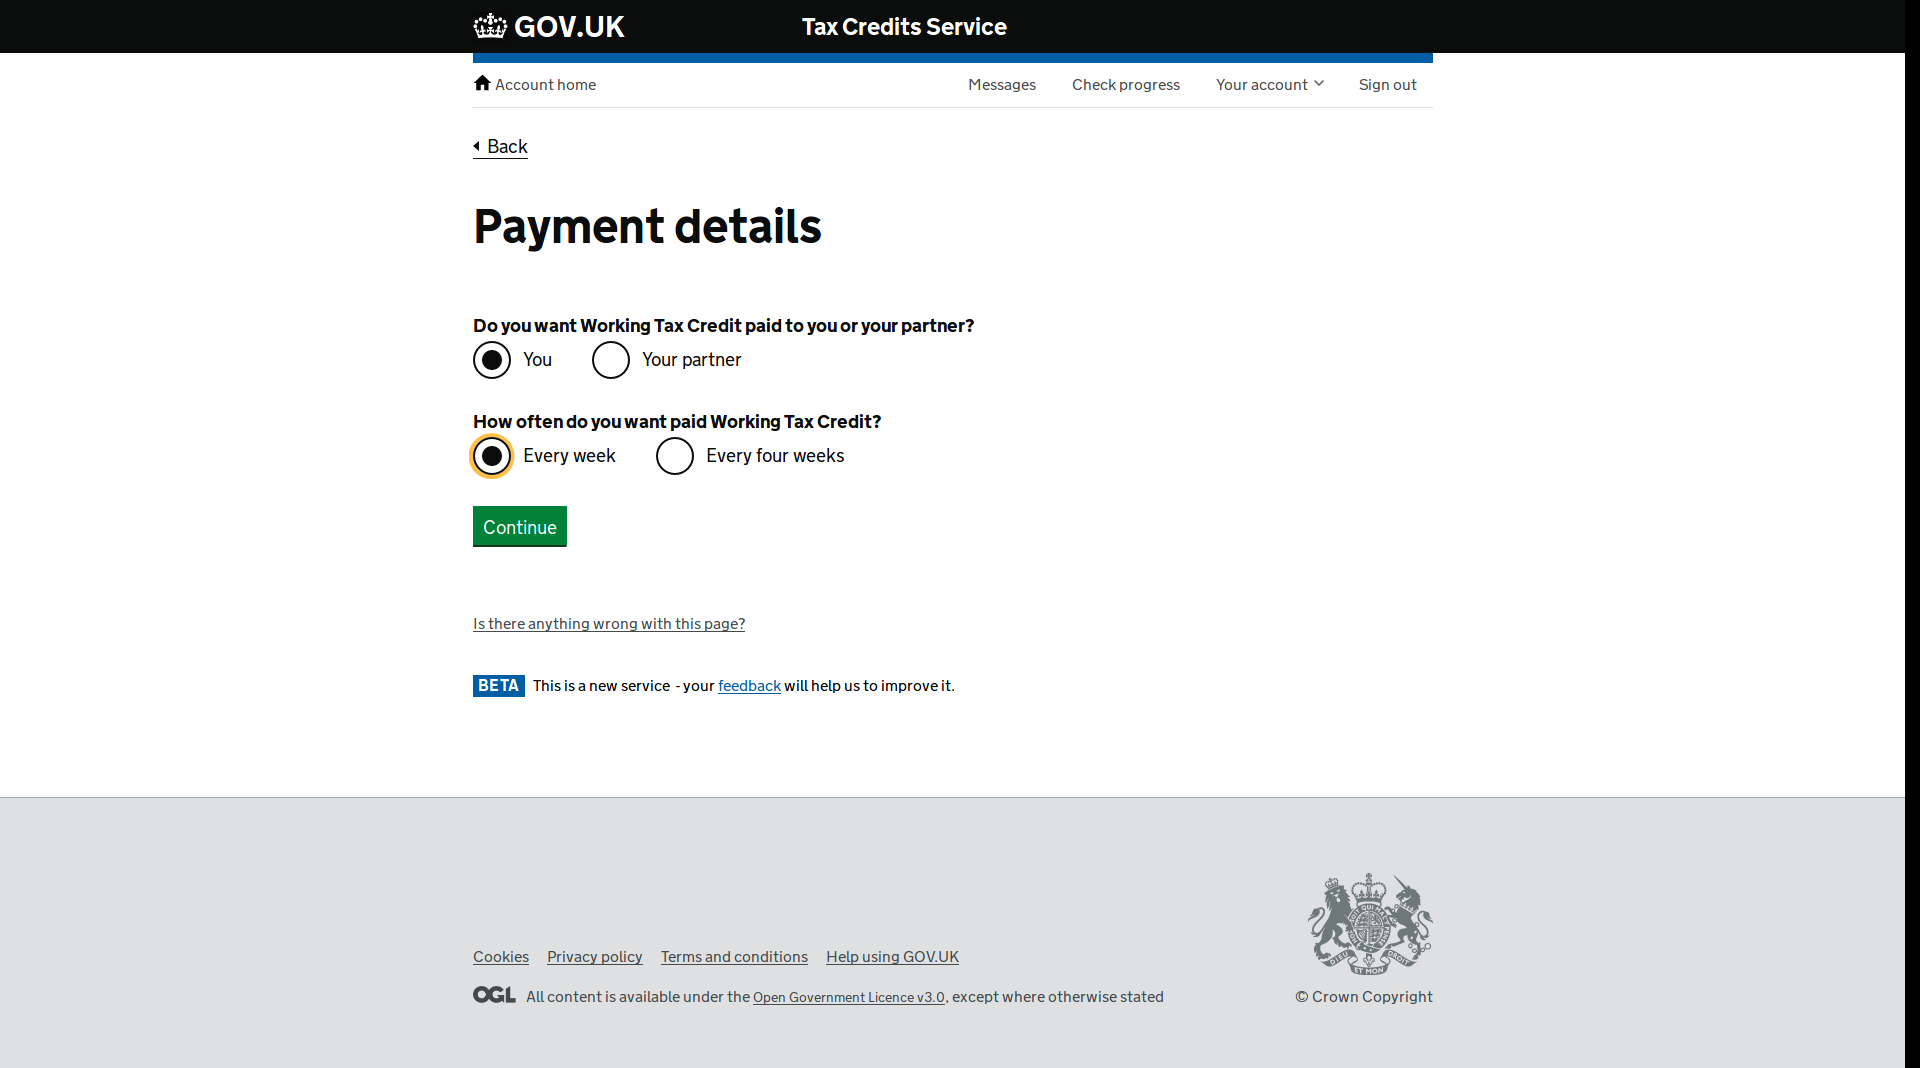 GOV.UK
Tax Credits Service
Account home
Messages
Check progress
Your account
Sign out
Back
Payment details
Do you want Working Tax Credit paid to you or your partner?
You
Your partner
How often do you want paid Working Tax Credit?
Every week
Every four weeks
Continue
Is there anything wrong with this page?
BETA This is a new service - your feedback will help us to improve it.
Cookies
Privacy policy
Terms and conditions
Help using GOV.UK
OGL All content is available under the Open Government Licence v3.0, except where otherwise stated
DIEU ET MON DROIT
© Crown Copyright